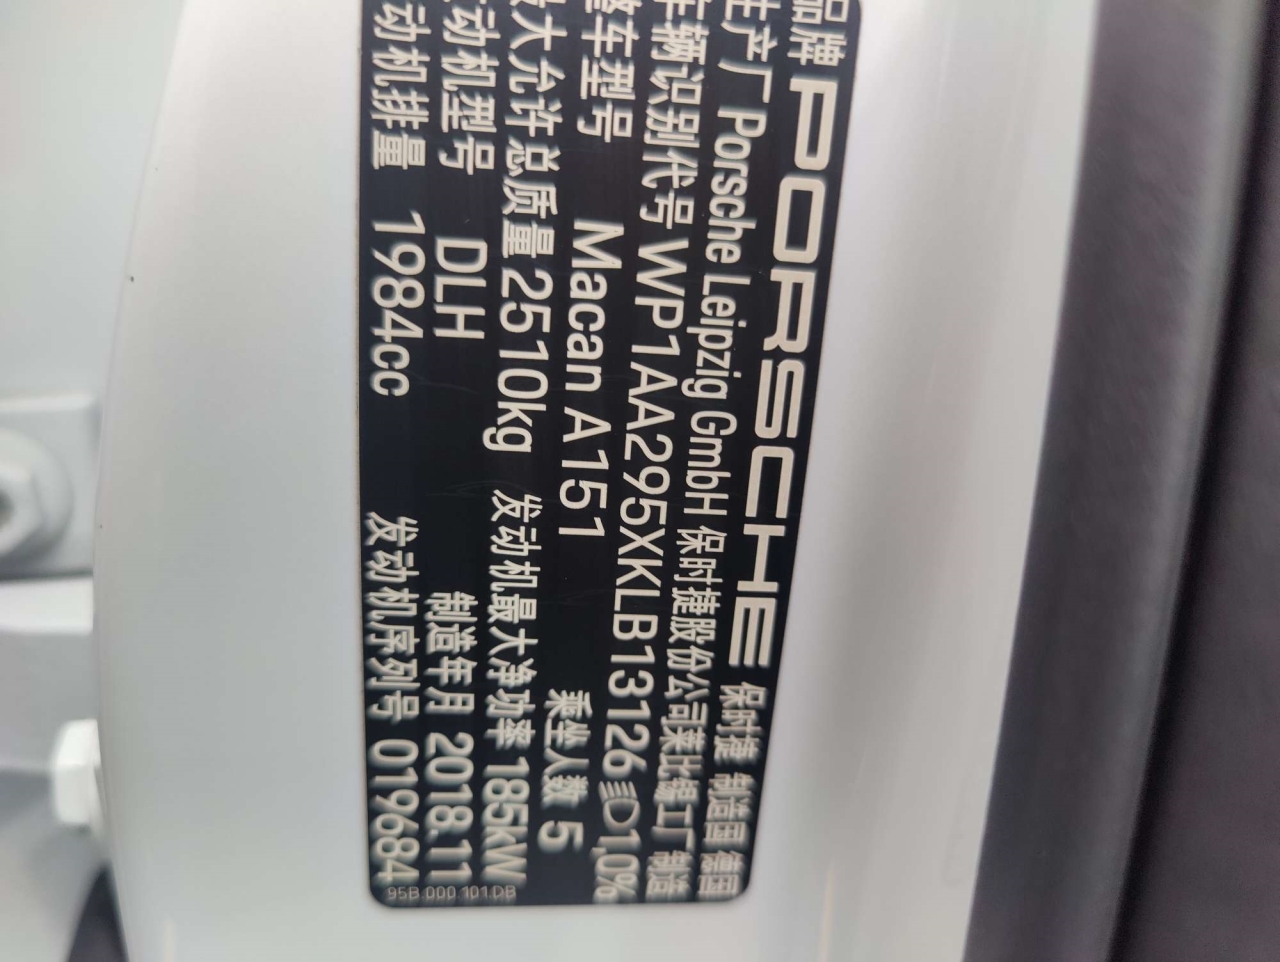 品牌 PORSCHE 保时捷 制造国 德国
生产厂 Porsche Leipzig GmbH 保时捷股份公司莱比锡工厂 制造
车辆识别代号 WP1AA295XKLB13126 1,0%
整车型号 Macan A151 乘坐人数 5
最大允许总质量 2510kg 发动机最大净功率 185kW
发动机型号 DLH 制造年月 2018.11
发动机排量 1984cc 发动机序列号 019684
95B 000 101 DB